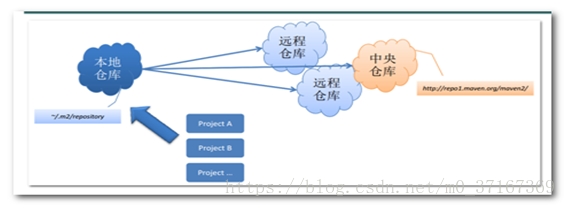 远程
仓库
本地
仓库
中央
仓库
远程
仓库
http://repo1.maven.org/maven2/
~/.m2/repository
Project A
Project B
Project ...
https://blog.csdn.net/m0_37167369